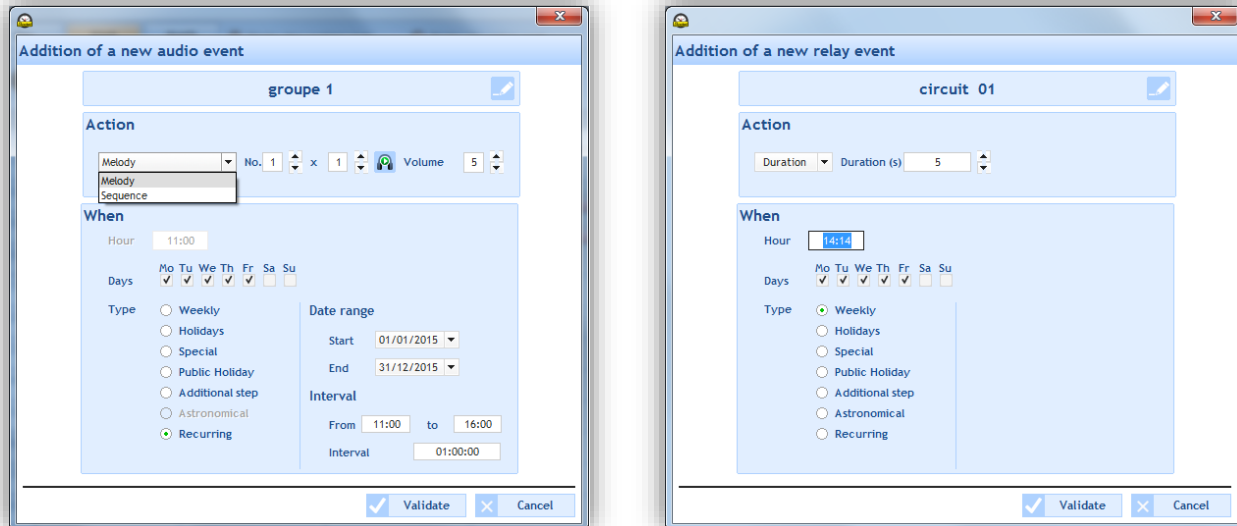 Addition of a new audio event
groupe 1
Action
Melody No. 1 x 1 Volume 5
Melody
Sequence
When
Hour 11:00
Mo Tu We Th Fr Sa Su
Days
Type Weekly
Holidays
Special
Public Holiday
Additional step
Astronomical
Recurring
Date range
Start 01/01/2015
End 31/12/2015
Interval
From 11:00 to 16:00
Interval 01:00:00
Validate Cancel
Addition of a new relay event
circuit 01
Action
Duration Duration (s) 5
When
Hour 14:14
Mo Tu We Th Fr Sa Su
Days
Type Weekly
Holidays
Special
Public Holiday
Additional step
Astronomical
Recurring
Validate Cancel